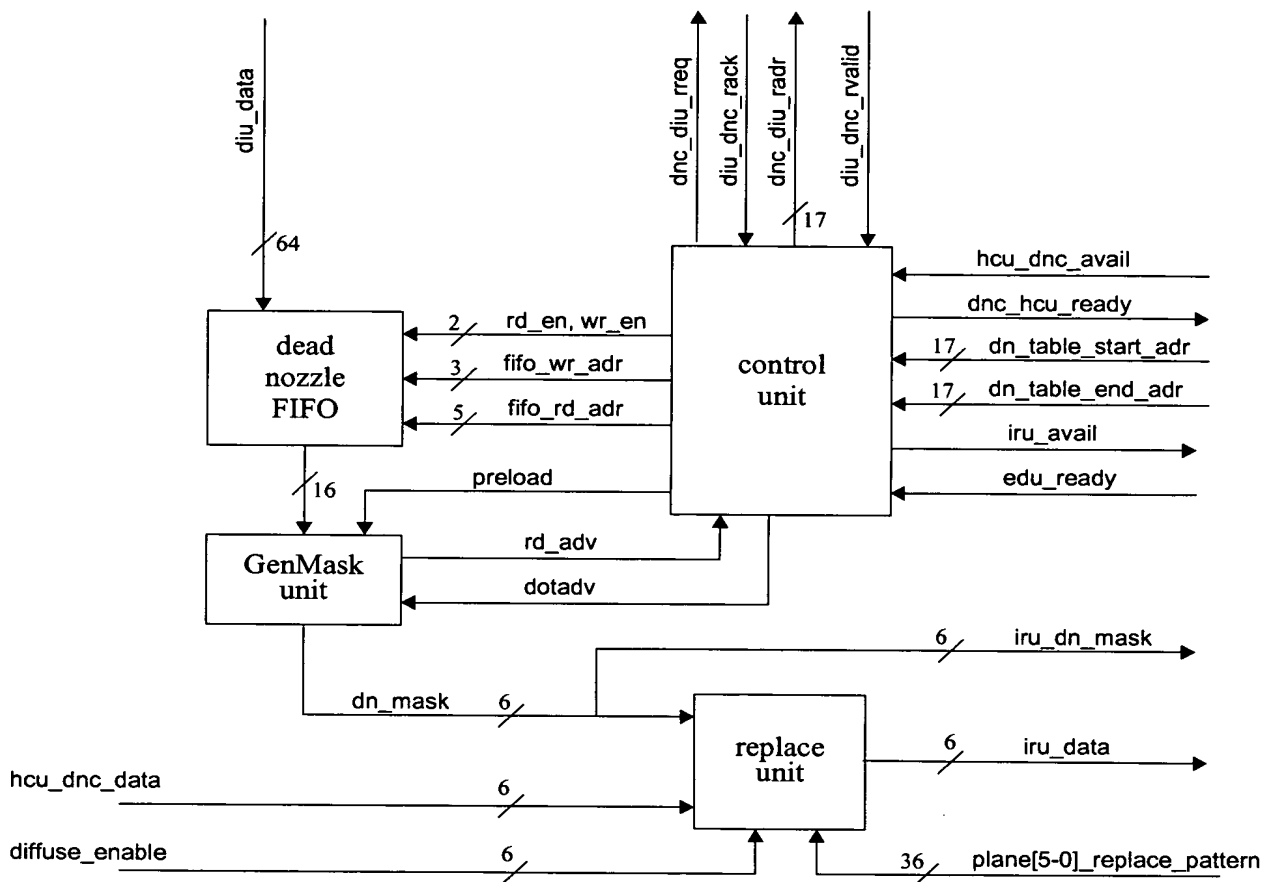 diu_data
dnc_diu_rreq
diu_dnc_rack
dnc_diu_radr
diu_dnc_rvalid
17
64
hcu_dnc_avail
dnc_hcu_ready
2 rd_en, wr_en
dead
nozzle
FIFO
control
unit
17 dn_table_start_adr
3 fifo_wr_adr
17 dn_table_end_adr
5 fifo_rd_adr
iru_avail
16
preload
edu_ready
GenMask
unit
rd_adv
dotadv
6 iru_dn_mask
dn_mask 6
replace
unit
6 iru_data
hcu_dnc_data
6
diffuse_enable
6
36 plane[5-0]_replace_pattern